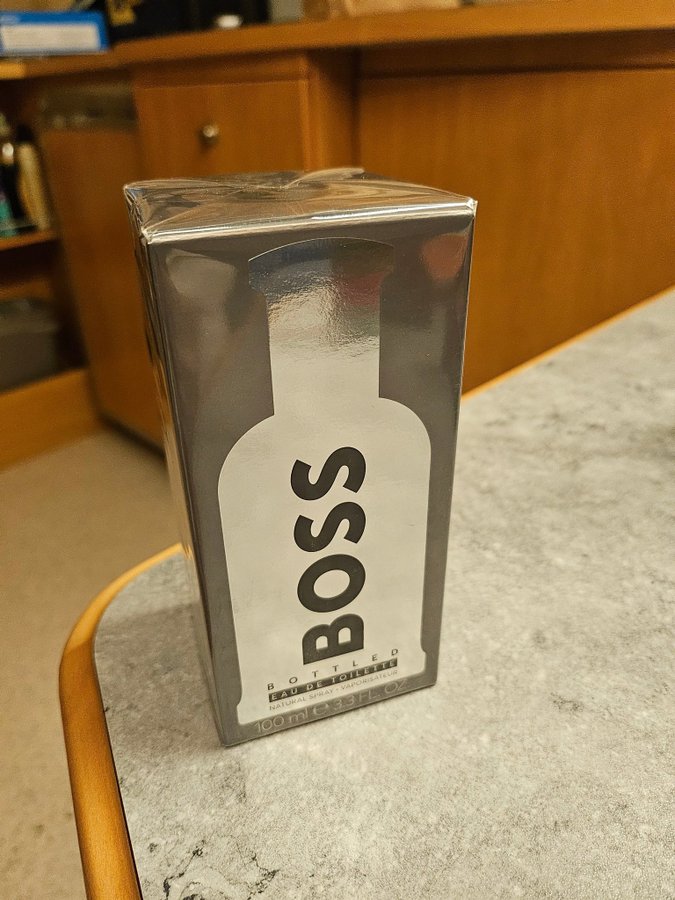 BOSS
BOTTLED
EAU DE TOILETTE
NATURAL SPRAY - VAPORISATEUR
100 ml ℮ 3.3 FL. OZ.